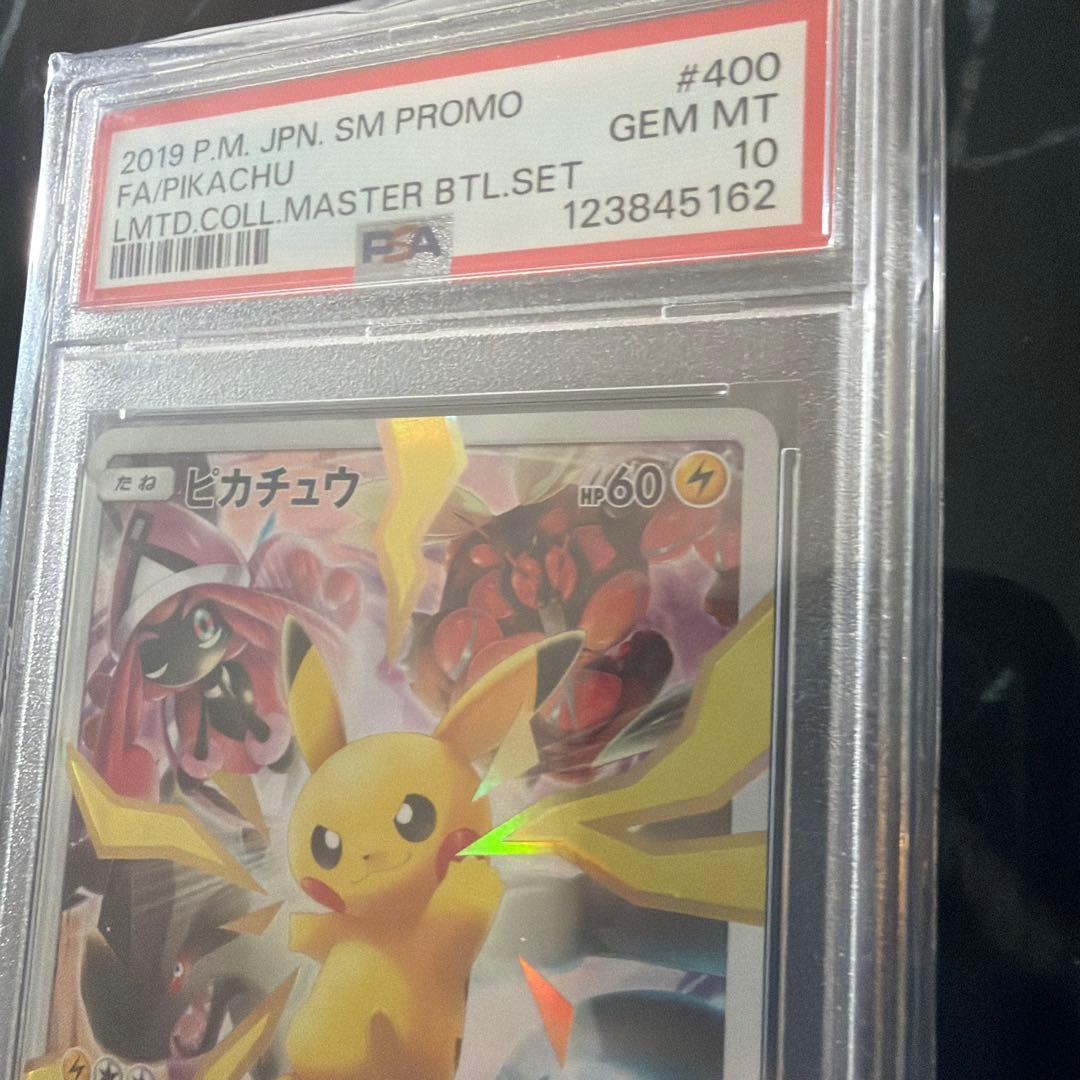 2019 P.M. JPN. SM PROMO #400
FA/PIKACHU GEM MT
LMTD.COLL.MASTER BTL.SET 10
PSA 123845162
たね ピカチュウ HP60